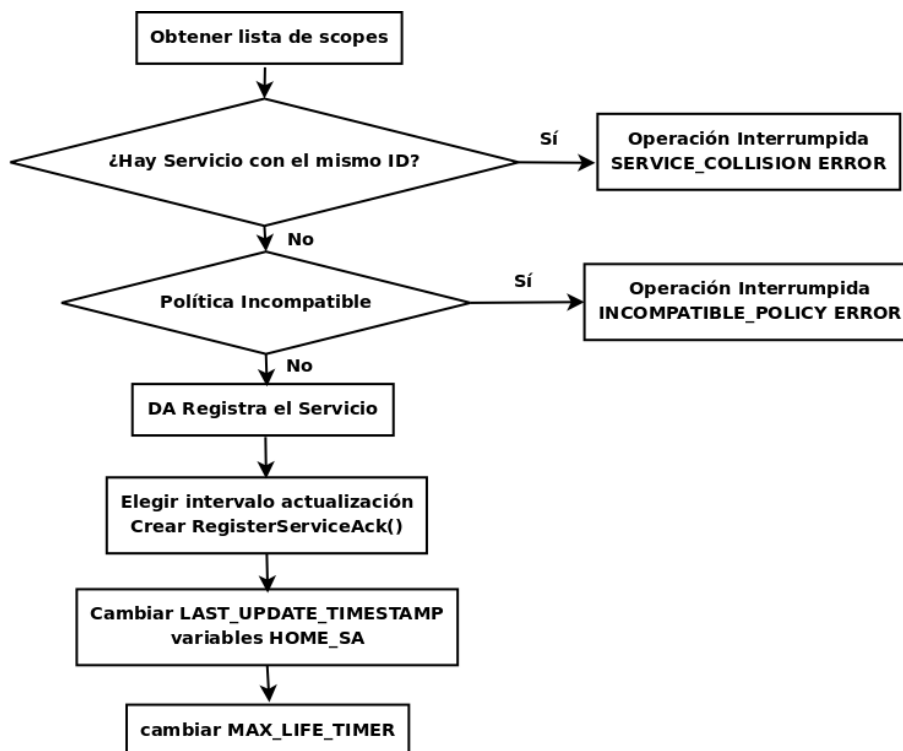 Obtener lista de scopes
¿Hay Servicio con el mismo ID?
Sí
Operación Interrumpida
SERVICE_COLLISION ERROR
No
Política Incompatible
Sí
Operación Interrumpida
INCOMPATIBLE_POLICY ERROR
No
DA Registra el Servicio
Elegir intervalo actualización
Crear RegisterServiceAck()
Cambiar LAST_UPDATE_TIMESTAMP
variables HOME_SA
cambiar MAX_LIFE_TIMER